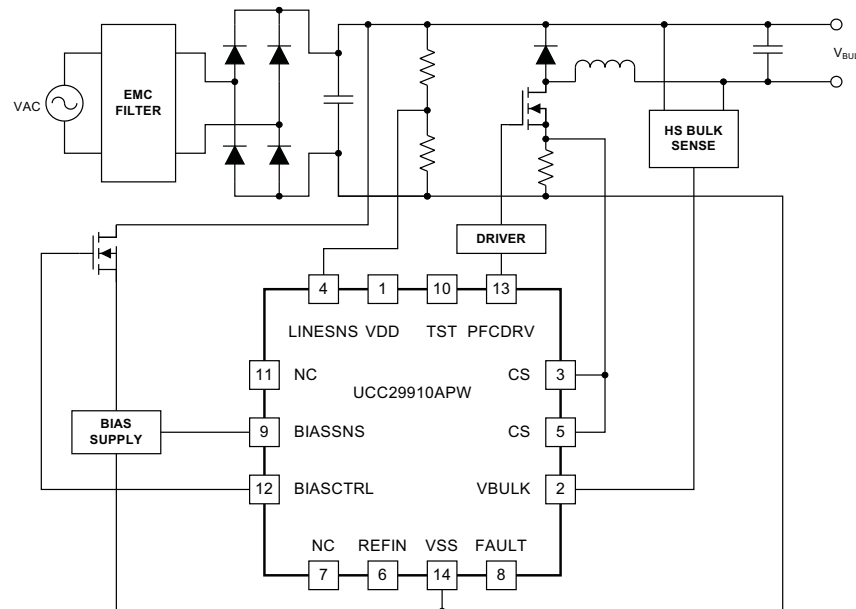 EMC
FILTER
VAC
V_BUL
HS BULK
SENSE
DRIVER
4
1
10
13
LINESNS
VDD
TST
PFCDRV
11
NC
CS
3
UCC29910APW
BIAS
SUPPLY
9
BIASSNS
CS
5
12
BIASCTRL
VBULK
2
NC
REFIN
VSS
FAULT
7
6
14
8